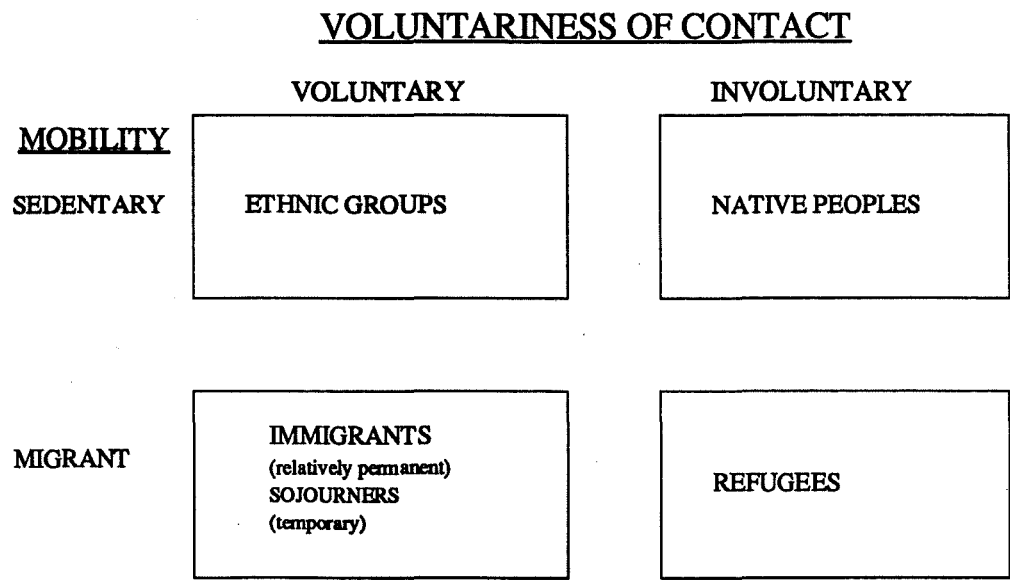 VOLUNTARINESS OF CONTACT
VOLUNTARY INVOLUNTARY
MOBILITY
SEDENTARY ETHNIC GROUPS NATIVE PEOPLES
MIGRANT
IMMIGRANTS
(relatively permanent)
SOJOURNERS
(temporary)
REFUGEES